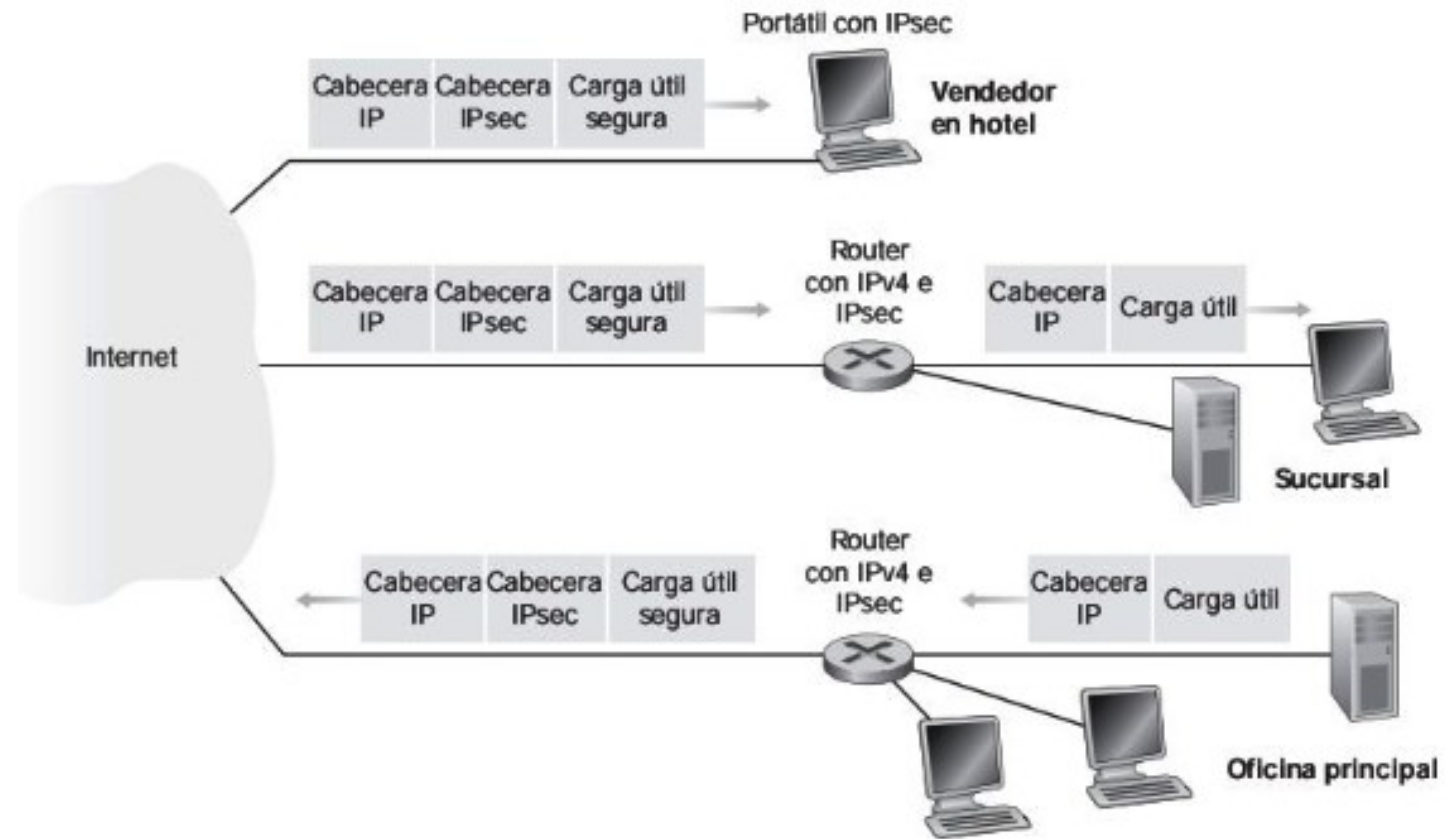 Portátil con IPsec
Cabecera
IP
Cabecera
IPsec
Carga útil
segura
Vendedor
en hotel
Internet
Cabecera
IP
Cabecera
IPsec
Carga útil
segura
Router
con IPv4 e
IPsec
Cabecera
IP
Carga útil
Sucursal
Cabecera
IP
Cabecera
IPsec
Carga útil
segura
Router
con IPv4 e
IPsec
Cabecera
IP
Carga útil
Oficina principal